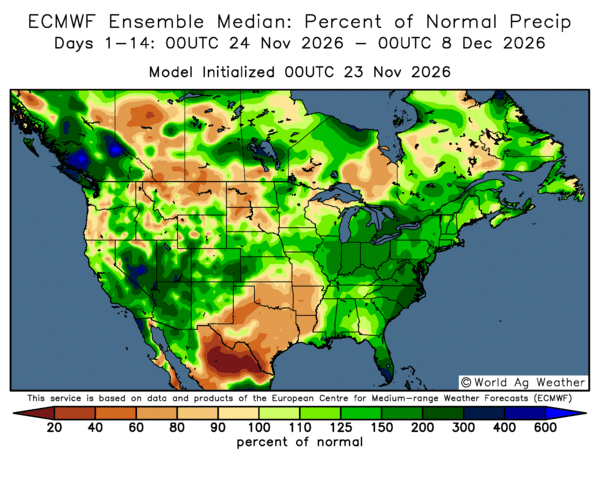 ECMWF Ensemble Median: Percent of Normal Precip
Days 1-14: 00UTC 24 Nov 2026 - 00UTC 8 Dec 2026
Model Initialized 00UTC 23 Nov 2026
© World Ag Weather
This service is based on data and products of the European Centre for Medium-range Weather Forecasts (ECMWF)
20 40 60 80 90 100 110 125 150 200 300 400 600
percent of normal